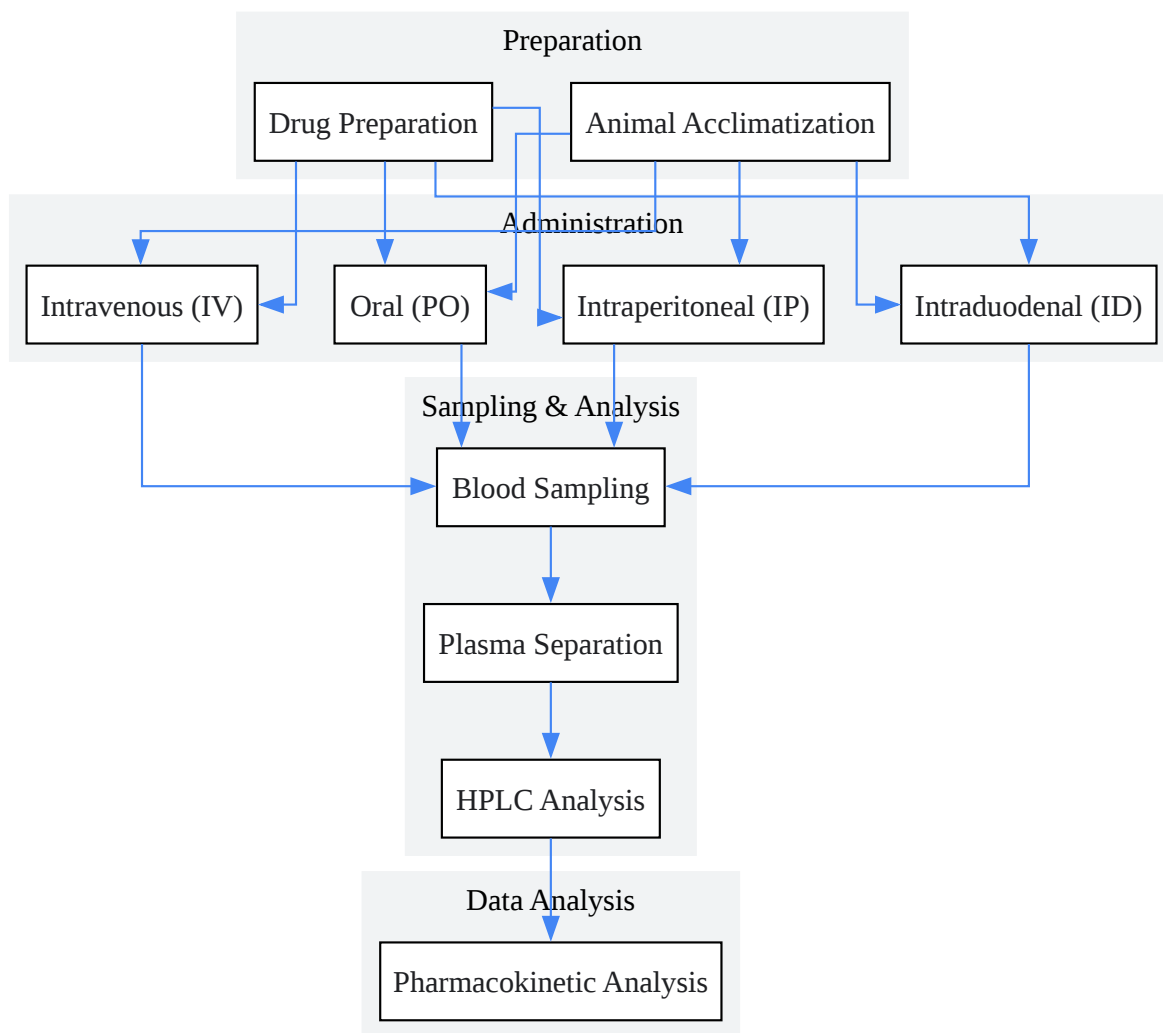 Preparation
Drug Preparation
Animal Acclimatization
Administration
Intravenous (IV)
Oral (PO)
Intraperitoneal (IP)
Intraduodenal (ID)
Sampling & Analysis
Blood Sampling
Plasma Separation
HPLC Analysis
Data Analysis
Pharmacokinetic Analysis